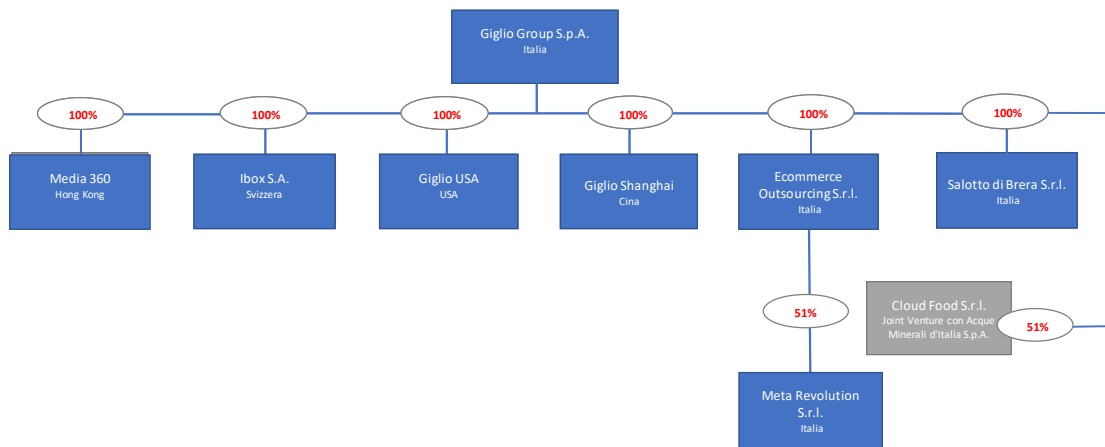 Giglio Group S.p.A.
Italia
100%
100%
100%
100%
100%
100%
Media 360
Hong Kong
Ibox S.A.
Svizzera
Giglio USA
USA
Giglio Shanghai
Cina
Ecommerce
Outsourcing S.r.l.
Italia
Salotto di Brera S.r.l.
Italia
51%
Cloud Food S.r.l.
Joint Venture con Acque
Minerali d'Italia S.p.A.
51%
Meta Revolution
S.r.l.
Italia